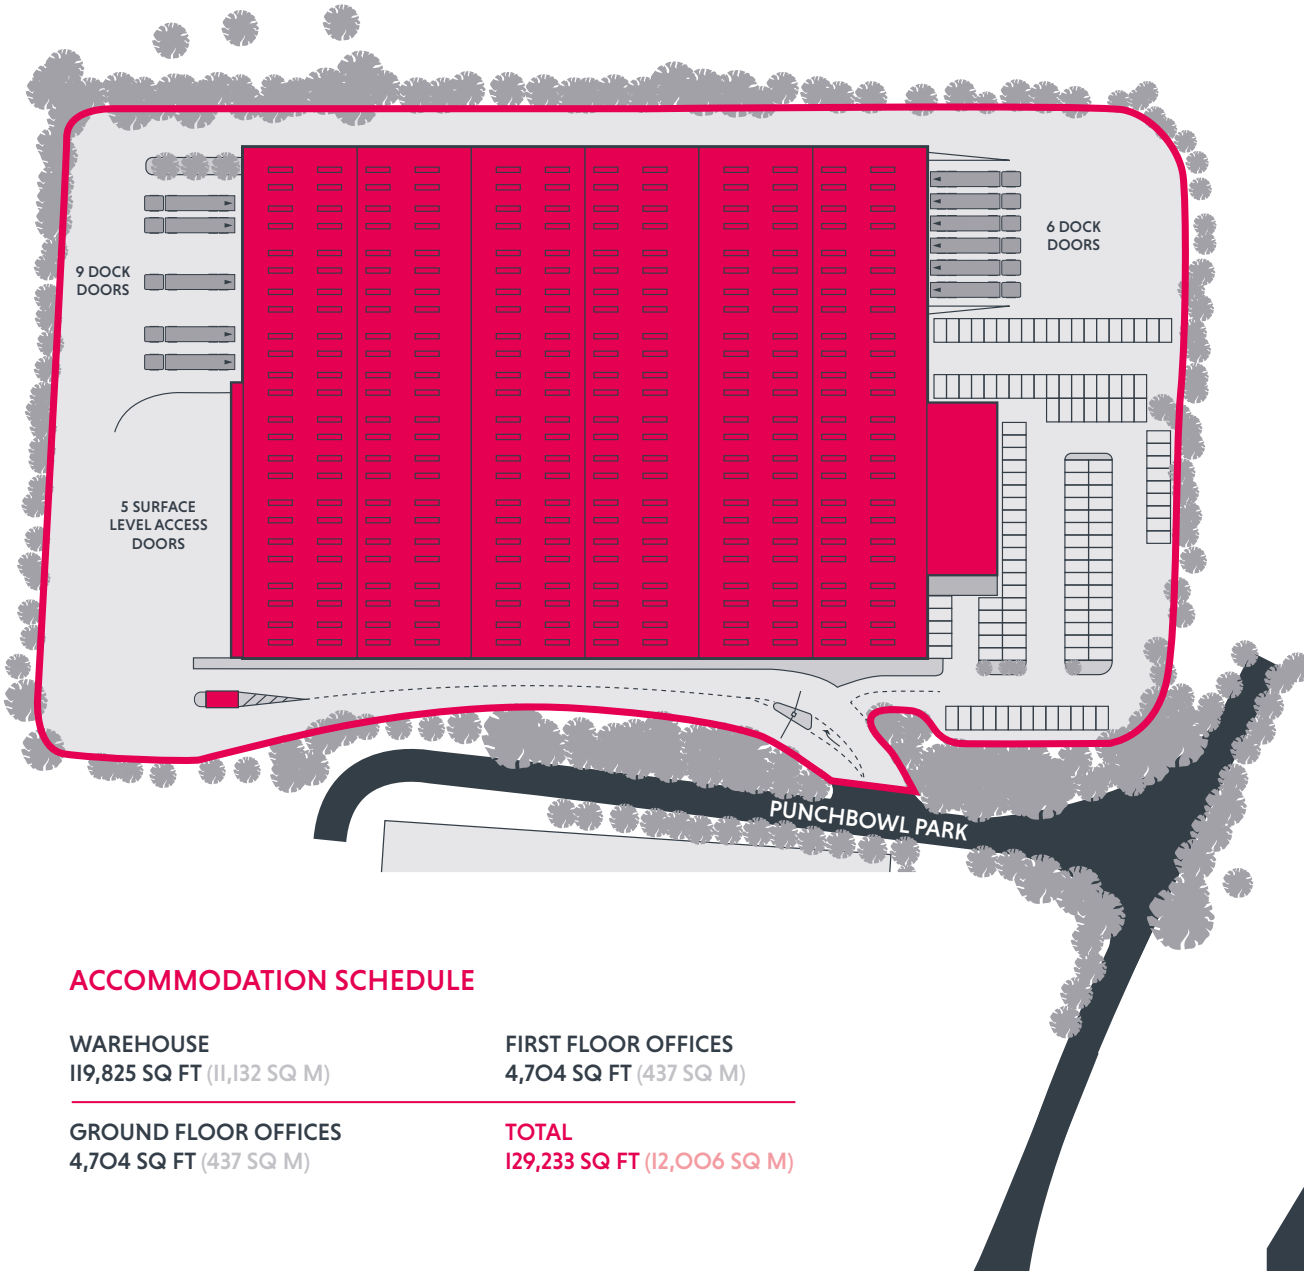 6 DOCK
DOORS
9 DOCK
DOORS
5 SURFACE
LEVEL ACCESS
DOORS
PUNCHBOWL PARK
ACCOMMODATION SCHEDULE
WAREHOUSE
119,825 SQ FT (11,132 SQ M)
FIRST FLOOR OFFICES
4,704 SQ FT (437 SQ M)
GROUND FLOOR OFFICES
4,704 SQ FT (437 SQ M)
TOTAL
129,233 SQ FT (12,006 SQ M)